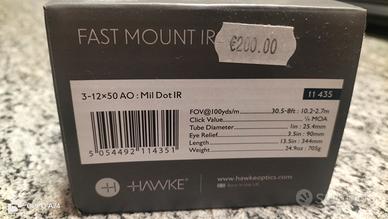 FAST MOUNT IR
€200.00
3-12×50 AO : Mil Dot IR
11 435
FOV@100yds/m 30.5-8ft : 10.2-2.7m
Click Value ¼ MOA
Tube Diameter 1in : 25.4mm
Eye Relief 3.5in : 90mm
Length 13.5in : 344mm
Weight 24.9oz : 705g
5 054492 114351
HAWKE®
www.hawkeoptics.com